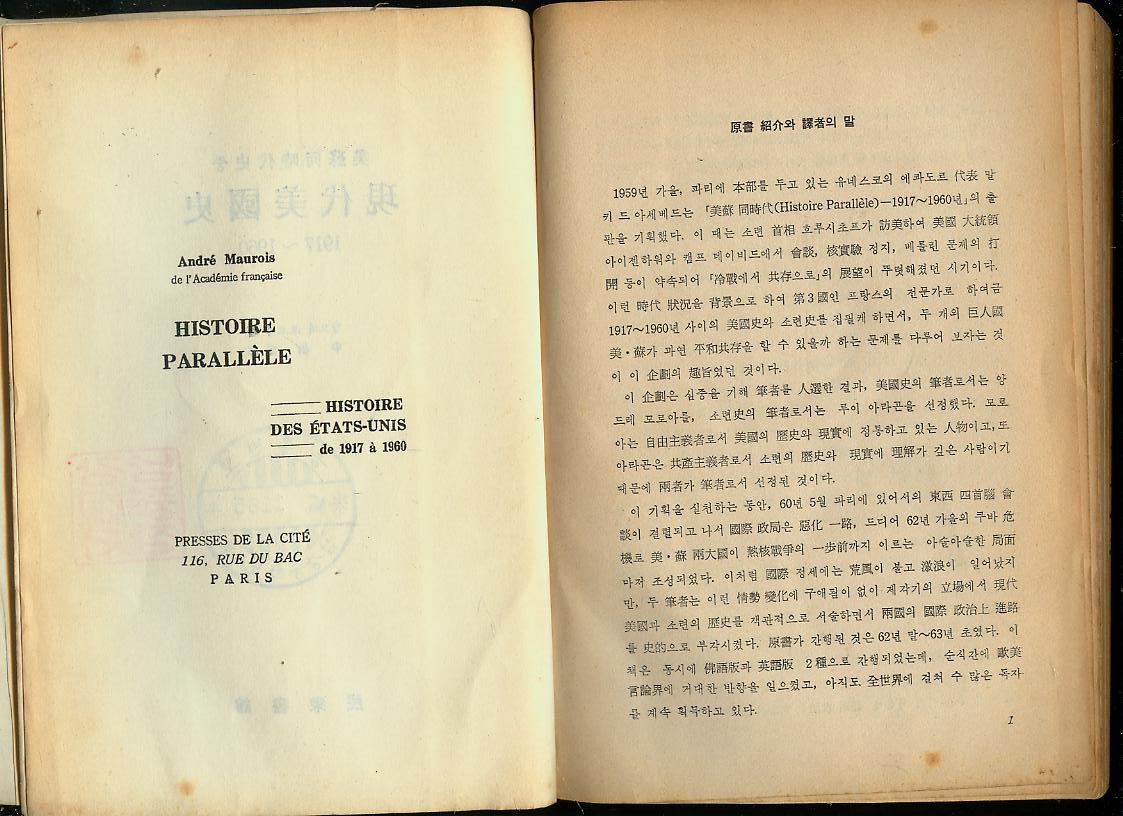 André Maurois
de l'Académie française
HISTOIRE
PARALLÈLE
HISTOIRE
DES ÉTATS-UNIS
de 1917 à 1960
PRESSES DE LA CITÉ
116, RUE DU BAC
PARIS
原書 紹介와 譯者의 말
1959년 가을, 파리에 本部를 두고 있는 유네스코의 에콰도르 代表 말
키 드 아세베드는 「美蘇 同時代(Histoire Parallèle)—1917～1960년」의 출
판을 기획했다. 이 때는 소련 首相 흐루시초프가 訪美하여 美國 大統領
아이젠하워와 캠프 데이비드에서 會談, 核實驗 정지, 베를린 문제의 打
開 등이 약속되어 「冷戰에서 共存으로」의 展望이 뚜렷해졌던 시기이다.
이런 時代 狀況을 背景으로 하여 第3國인 프랑스의 전문가로 하여금
1917～1960년 사이의 美國史와 소련史를 집필케 하면서, 두 개의 巨人國
美·蘇가 과연 平和共存을 할 수 있을까 하는 문제를 다루어 보자는 것
이 이 企劃의 趣旨였던 것이다.
이 企劃은 심중을 기해 筆者를 人選한 결과, 美國史의 筆者로서는 앙
드레 모로아를, 소련史의 筆者로서는 루이 아라곤을 선정했다. 모로
아는 自由主義者로서 美國의 歷史와 現實에 정통하고 있는 人物이고, 또
아라곤은 共產主義者로서 소련의 歷史와 現實에 理解가 깊은 사람이기
때문에 兩者가 筆者로서 선정된 것이다.
이 기획을 실천하는 동안, 60년 5월 파리에 있어서의 東西 四首腦 會
談이 결렬되고 나서 國際 政局은 惡化 一路, 드디어 62년 가을의 쿠바 危
機로 美·蘇 兩大國이 熱核戰爭의 一步前까지 이르는 아슬아슬한 局面
마저 조성되었다. 이처럼 國際 정세에는 荒風이 불고 激浪이 일어났지
만, 두 筆者는 이런 情勢 變化에 구애됨이 없이 제각기의 立場에서 現代
美國과 소련의 歷史를 객관적으로 서술하면서 兩國의 國際 政治上 進路
를 史的으로 부각시켰다. 原書가 간행된 것은 62년 말～63년 초였다. 이
책은 동시에 佛語版과 英語版 2種으로 간행되었는데, 순식간에 歐美
言論界에 거대한 반향을 일으켰고, 아직도 全世界에 걸쳐 수 많은 독자
를 계속 획득하고 있다.
1